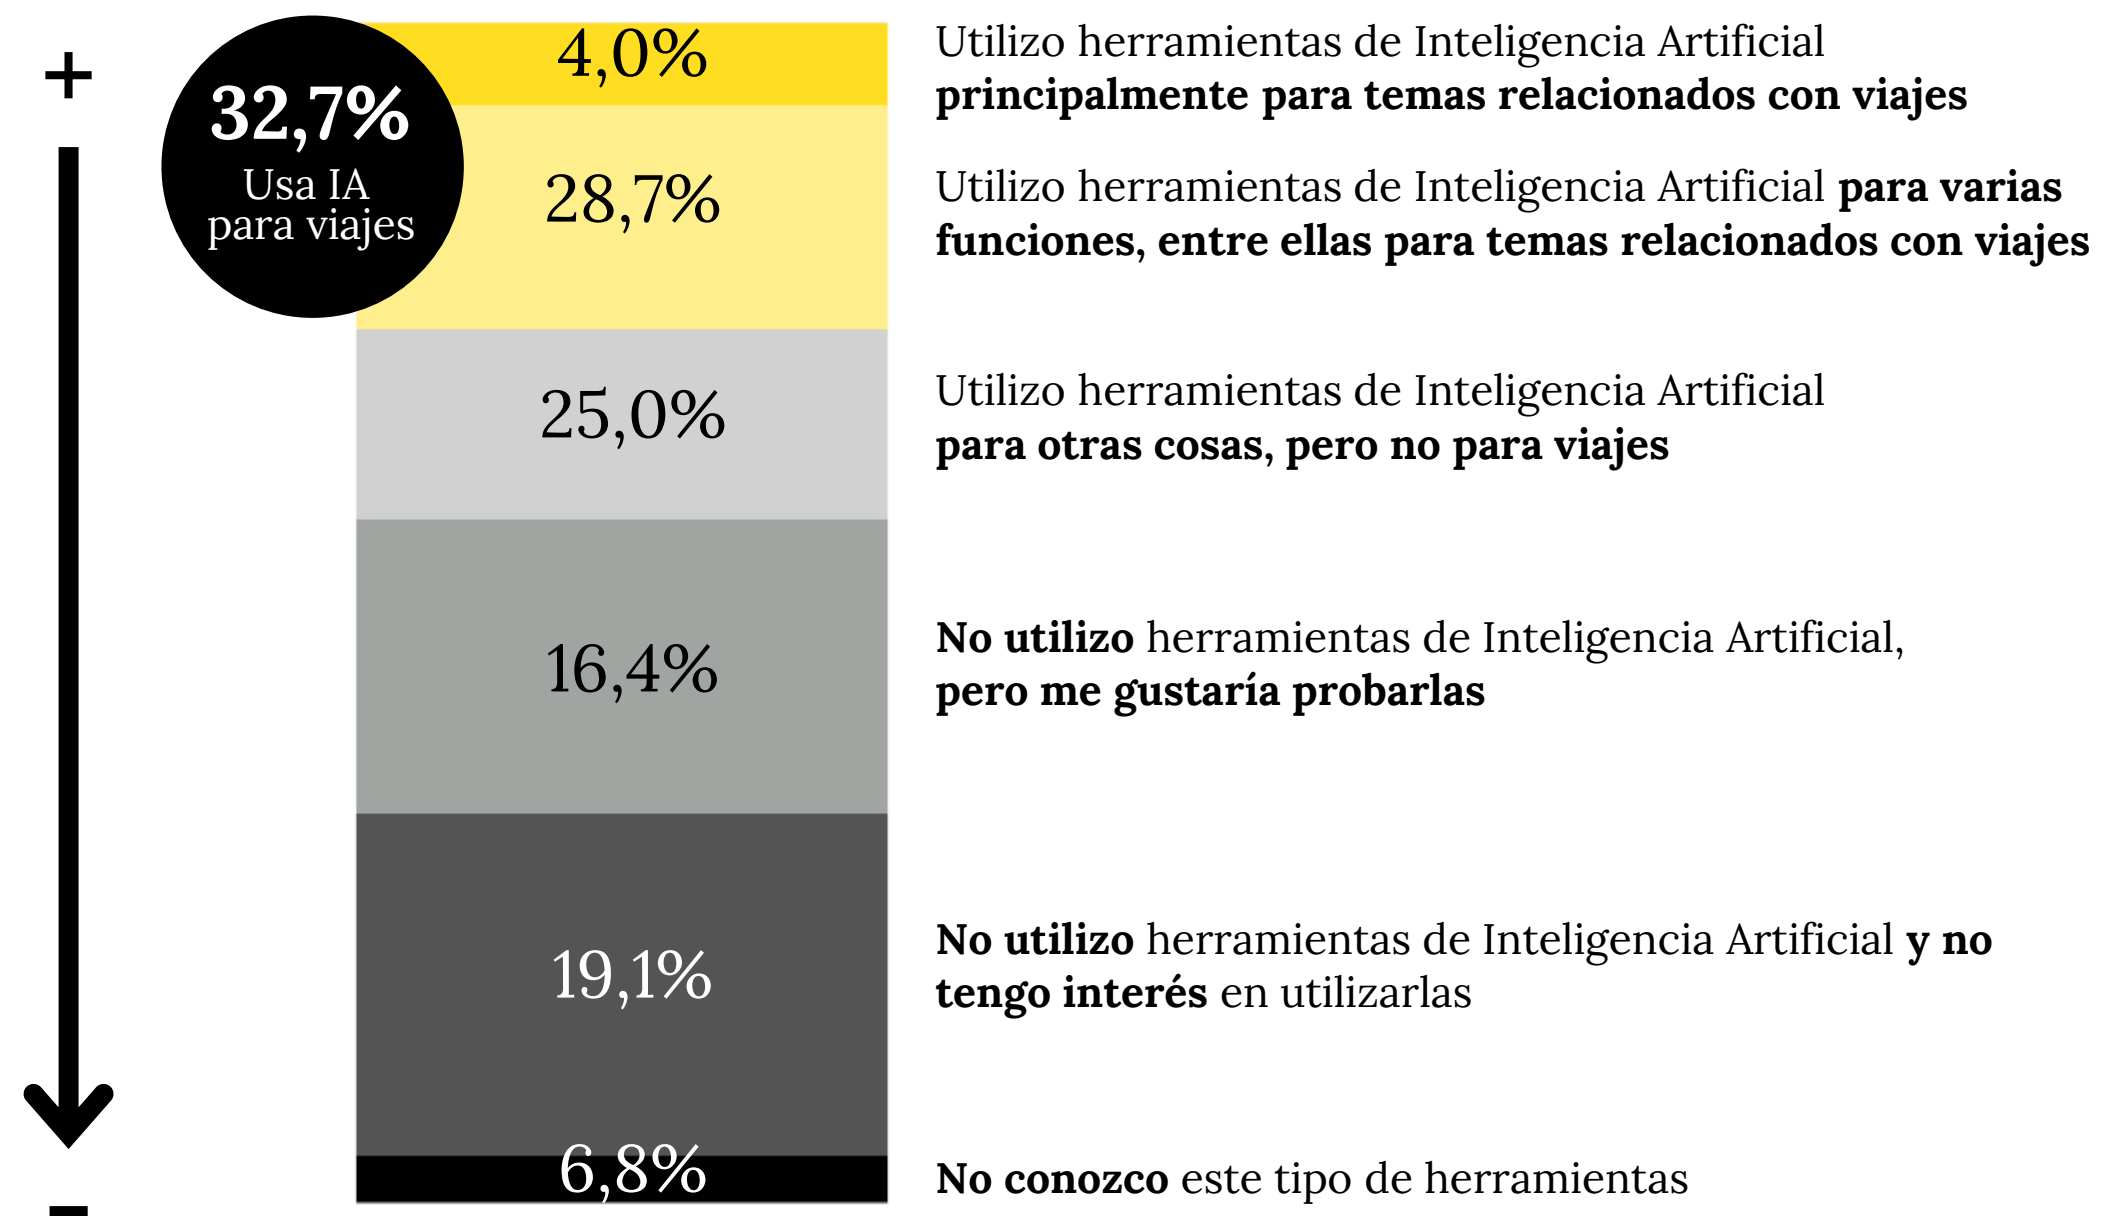 +
32,7%
Usa IA
para viajes
4,0%
Utilizo herramientas de Inteligencia Artificial
principalmente para temas relacionados con viajes
28,7%
Utilizo herramientas de Inteligencia Artificial para varias
funciones, entre ellas para temas relacionados con viajes
25,0%
Utilizo herramientas de Inteligencia Artificial
para otras cosas, pero no para viajes
16,4%
No utilizo herramientas de Inteligencia Artificial,
pero me gustaría probarlas
19,1%
No utilizo herramientas de Inteligencia Artificial y no
tengo interés en utilizarlas
6,8%
No conozco este tipo de herramientas
-